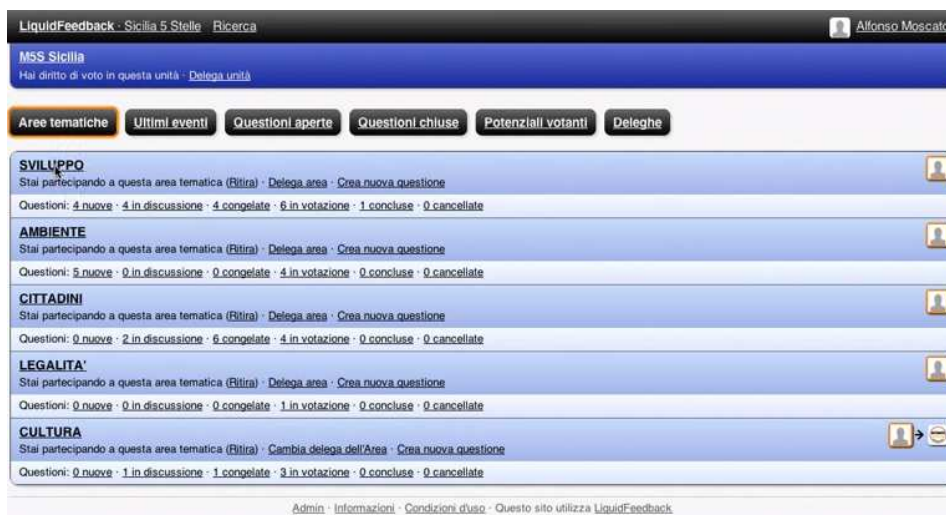 LiquidFeedback · Sicilia 5 Stelle Ricerca Alfonso Moscato
M5S Sicilia
Hai diritto di voto in questa unità · Delega unità
Aree tematiche Ultimi eventi Questioni aperte Questioni chiuse Potenziali votanti Deleghe
SVILUPPO
Stai partecipando a questa area tematica (Ritira) · Delega area · Crea nuova questione
Questioni: 4 nuove · 4 in discussione · 4 congelate · 6 in votazione · 1 concluse · 0 cancellate
AMBIENTE
Stai partecipando a questa area tematica (Ritira) · Delega area · Crea nuova questione
Questioni: 5 nuove · 0 in discussione · 0 congelate · 4 in votazione · 0 concluse · 0 cancellate
CITTADINI
Stai partecipando a questa area tematica (Ritira) · Delega area · Crea nuova questione
Questioni: 0 nuove · 2 in discussione · 6 congelate · 4 in votazione · 0 concluse · 0 cancellate
LEGALITA'
Stai partecipando a questa area tematica (Ritira) · Delega area · Crea nuova questione
Questioni: 0 nuove · 0 in discussione · 0 congelate · 1 in votazione · 0 concluse · 0 cancellate
CULTURA
Stai partecipando a questa area tematica (Ritira) · Cambia delega dell'Area · Crea nuova questione
Questioni: 0 nuove · 1 in discussione · 1 congelate · 3 in votazione · 0 concluse · 0 cancellate
Admin · Informazioni · Condizioni d'uso · Questo sito utilizza LiquidFeedback